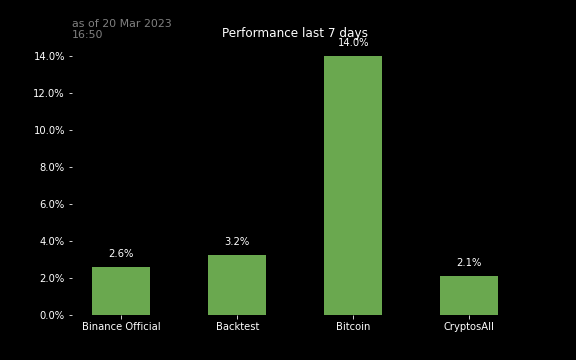 as of 20 Mar 2023
16:50
Performance last 7 days
14.0%
14.0%
12.0%
10.0%
8.0%
6.0%
4.0%
2.0%
0.0%
2.6%
3.2%
2.1%
Binance Official
Backtest
Bitcoin
CryptosAll